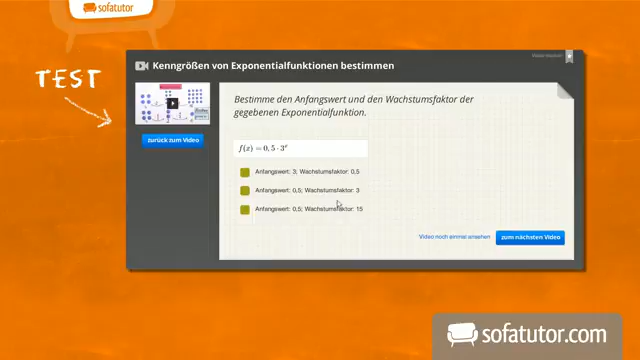 sofatutor
TEST
Kenngrößen von Exponentialfunktionen bestimmen
Bestimme den Anfangswert und den Wachstumsfaktor der
gegebenen Exponentialfunktion.
zurück zum Video
f(x) = 0,5 · 3ˣ
Anfangswert: 3; Wachstumsfaktor: 0,5
Anfangswert: 0,5; Wachstumsfaktor: 3
Anfangswert: 0,5; Wachstumsfaktor: 15
Video noch einmal ansehen
zum nächsten Video
sofatutor.com